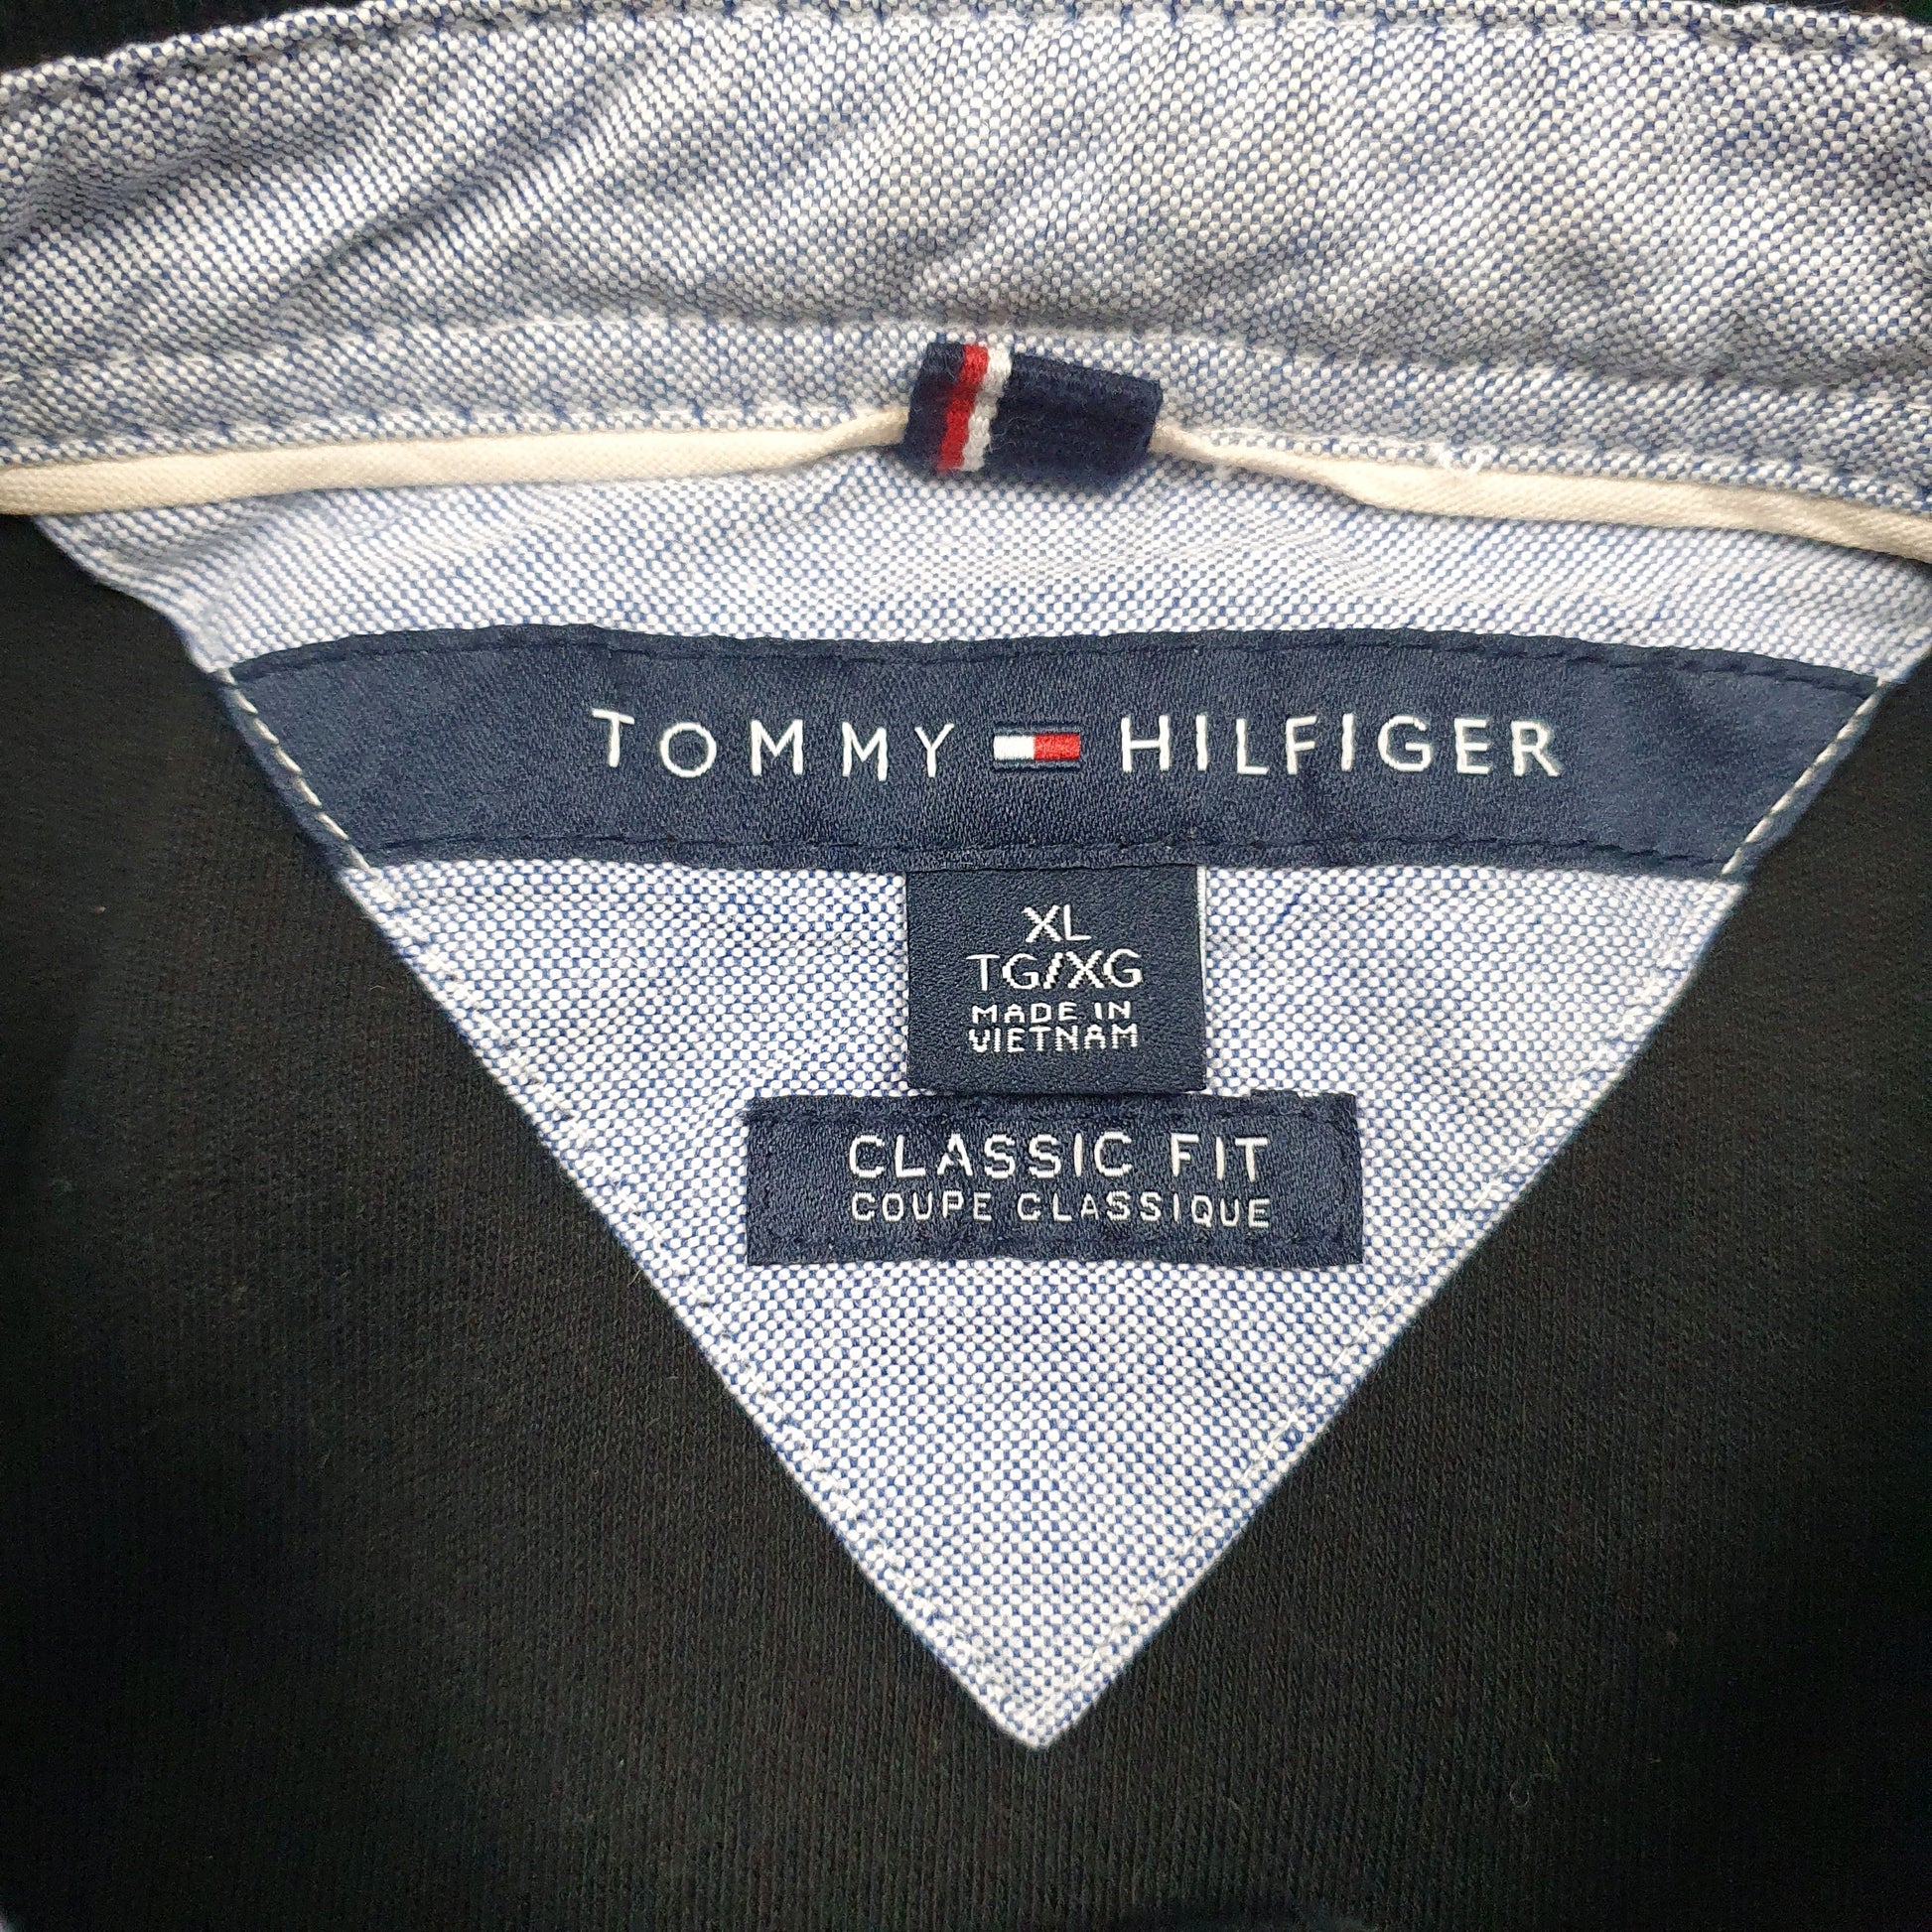 TOMMY HILFIGER
XL
TG/XG
MADE IN
VIETNAM
CLASSIC FIT
COUPE CLASSIQUE